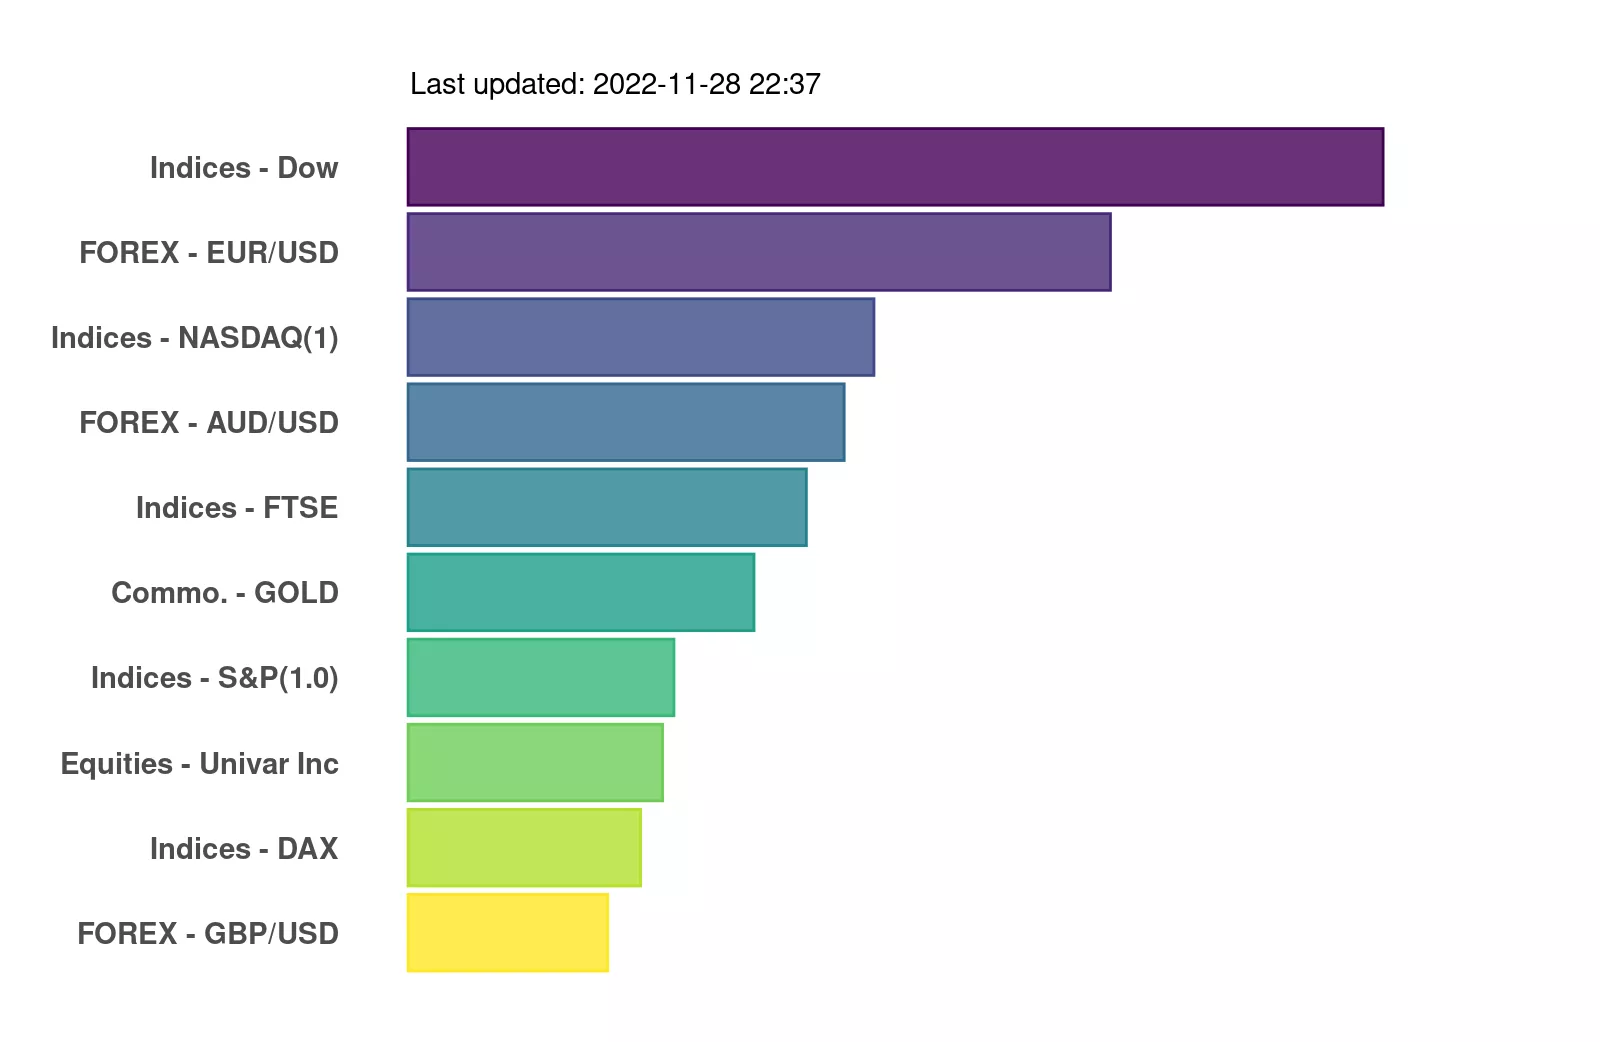 Last updated: 2022-11-28 22:37
Indices - Dow
FOREX - EUR/USD
Indices - NASDAQ(1)
FOREX - AUD/USD
Indices - FTSE
Commo. - GOLD
Indices - S&P(1.0)
Equities - Univar Inc
Indices - DAX
FOREX - GBP/USD